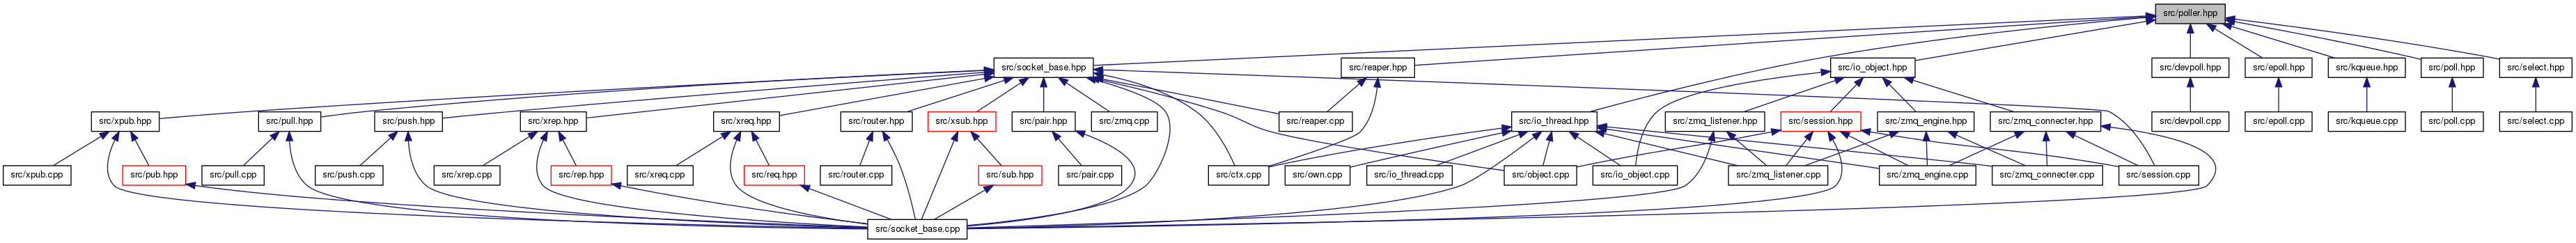 src/poller.hpp
src/socket_base.hpp
src/reaper.hpp
src/io_object.hpp
src/devpoll.hpp
src/epoll.hpp
src/kqueue.hpp
src/poll.hpp
src/select.hpp
src/xpub.hpp
src/pull.hpp
src/push.hpp
src/xrep.hpp
src/xreq.hpp
src/router.hpp
src/xsub.hpp
src/pair.hpp
src/zmq.cpp
src/reaper.cpp
src/io_thread.hpp
src/zmq_listener.hpp
src/session.hpp
src/zmq_engine.hpp
src/zmq_connecter.hpp
src/devpoll.cpp
src/epoll.cpp
src/kqueue.cpp
src/poll.cpp
src/select.cpp
src/xpub.cpp
src/pub.hpp
src/pull.cpp
src/push.cpp
src/xrep.cpp
src/rep.hpp
src/xreq.cpp
src/req.hpp
src/router.cpp
src/sub.hpp
src/pair.cpp
src/ctx.cpp
src/own.cpp
src/io_thread.cpp
src/object.cpp
src/io_object.cpp
src/zmq_listener.cpp
src/zmq_engine.cpp
src/zmq_connecter.cpp
src/session.cpp
src/socket_base.cpp